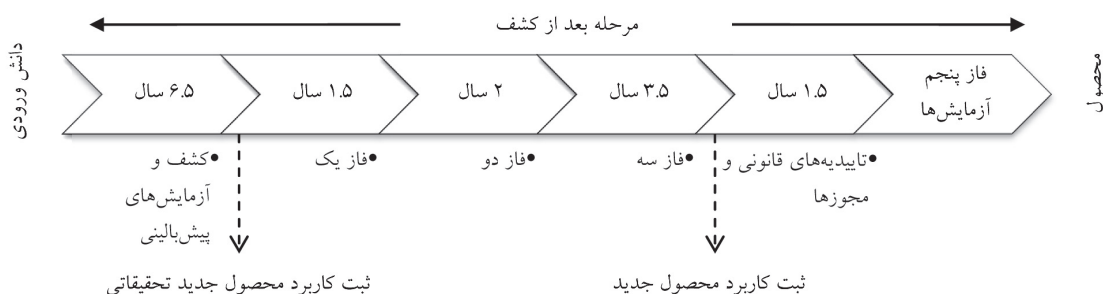 مرحله بعد از کشف
دانش ورودی
۶.۵ سال
۱.۵ سال
۲ سال
۳.۵ سال
۱.۵ سال
فاز پنجم
آزمایش‌ها
محصول
•کشف و
آزمایش‌های
پیش‌بالینی
•فاز یک
•فاز دو
•فاز سه
•تاییدیه‌های قانونی و
مجوزها
ثبت کاربرد محصول جدید تحقیقاتی
ثبت کاربرد محصول جدید